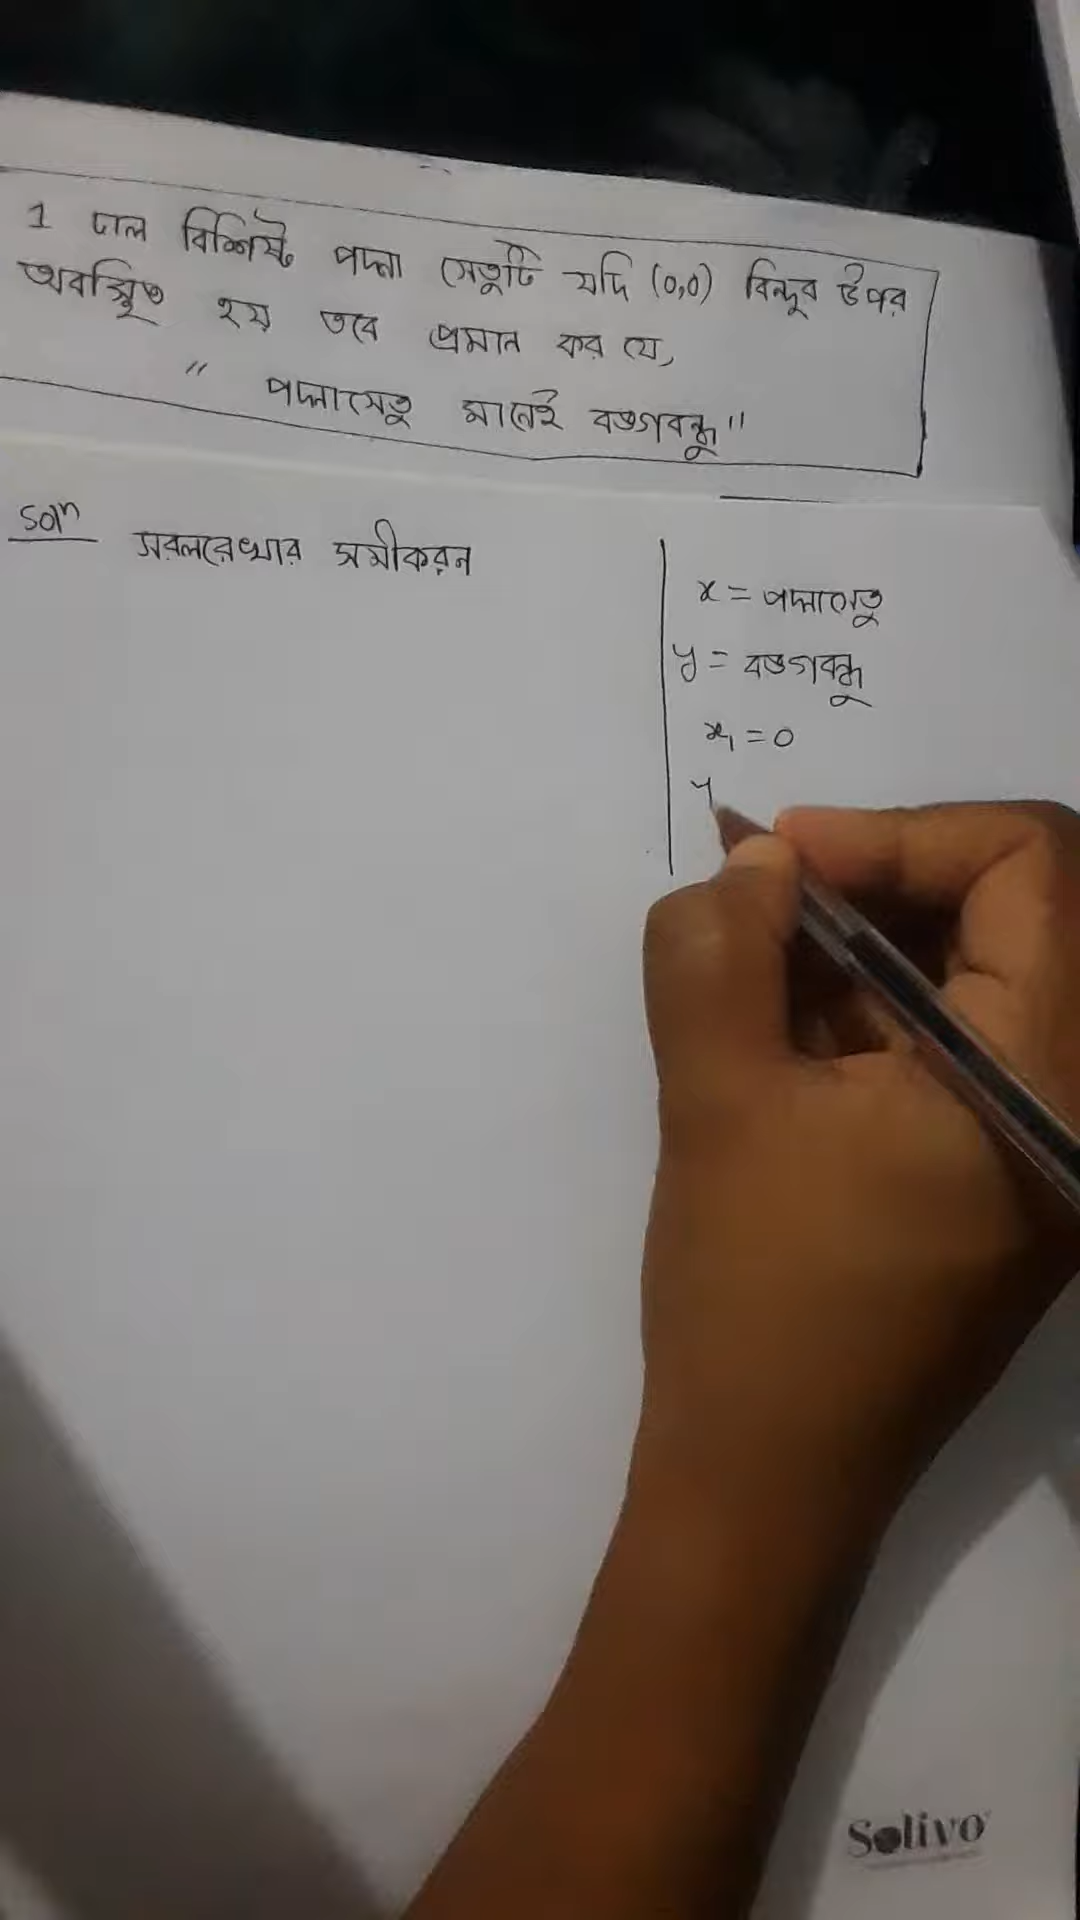 1 ঢাল বিশিষ্ট পদ্মা সেতুটি যদি (0,0) বিন্দুর উপর
অবস্থিত হয় তবে প্রমান কর যে,
" পদ্মাসেতু মানেই বঙ্গবন্ধু"
Solⁿ সরলরেখার সমীকরন
x = পদ্মাসেতু
y = বঙ্গবন্ধু
x₁ = 0
y
Solivo